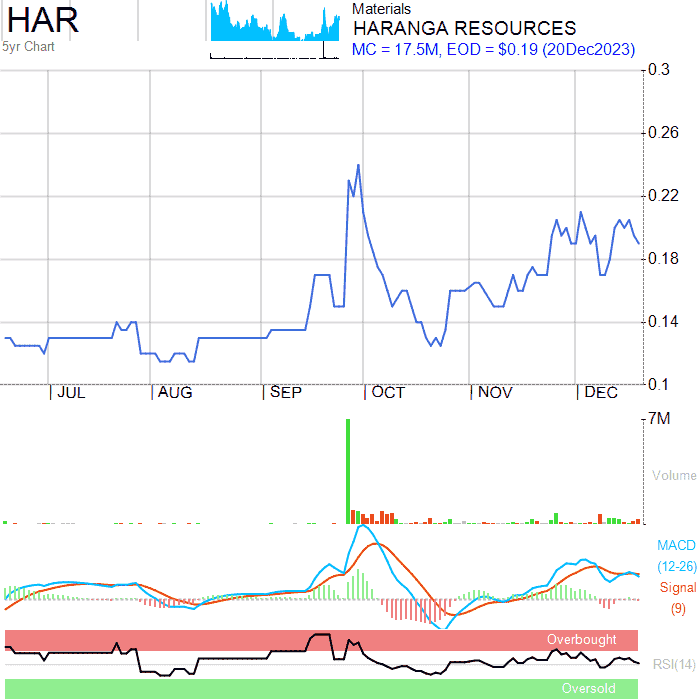 HAR
5yr Chart
Materials
HARANGA RESOURCES
MC = 17.5M, EOD = $0.19 (20Dec2023)
0.3
0.26
0.22
0.18
0.14
0.1
JUL AUG SEP OCT NOV DEC
7M
Volume
MACD
(12-26)
Signal
(9)
Overbought
RSI(14)
Oversold